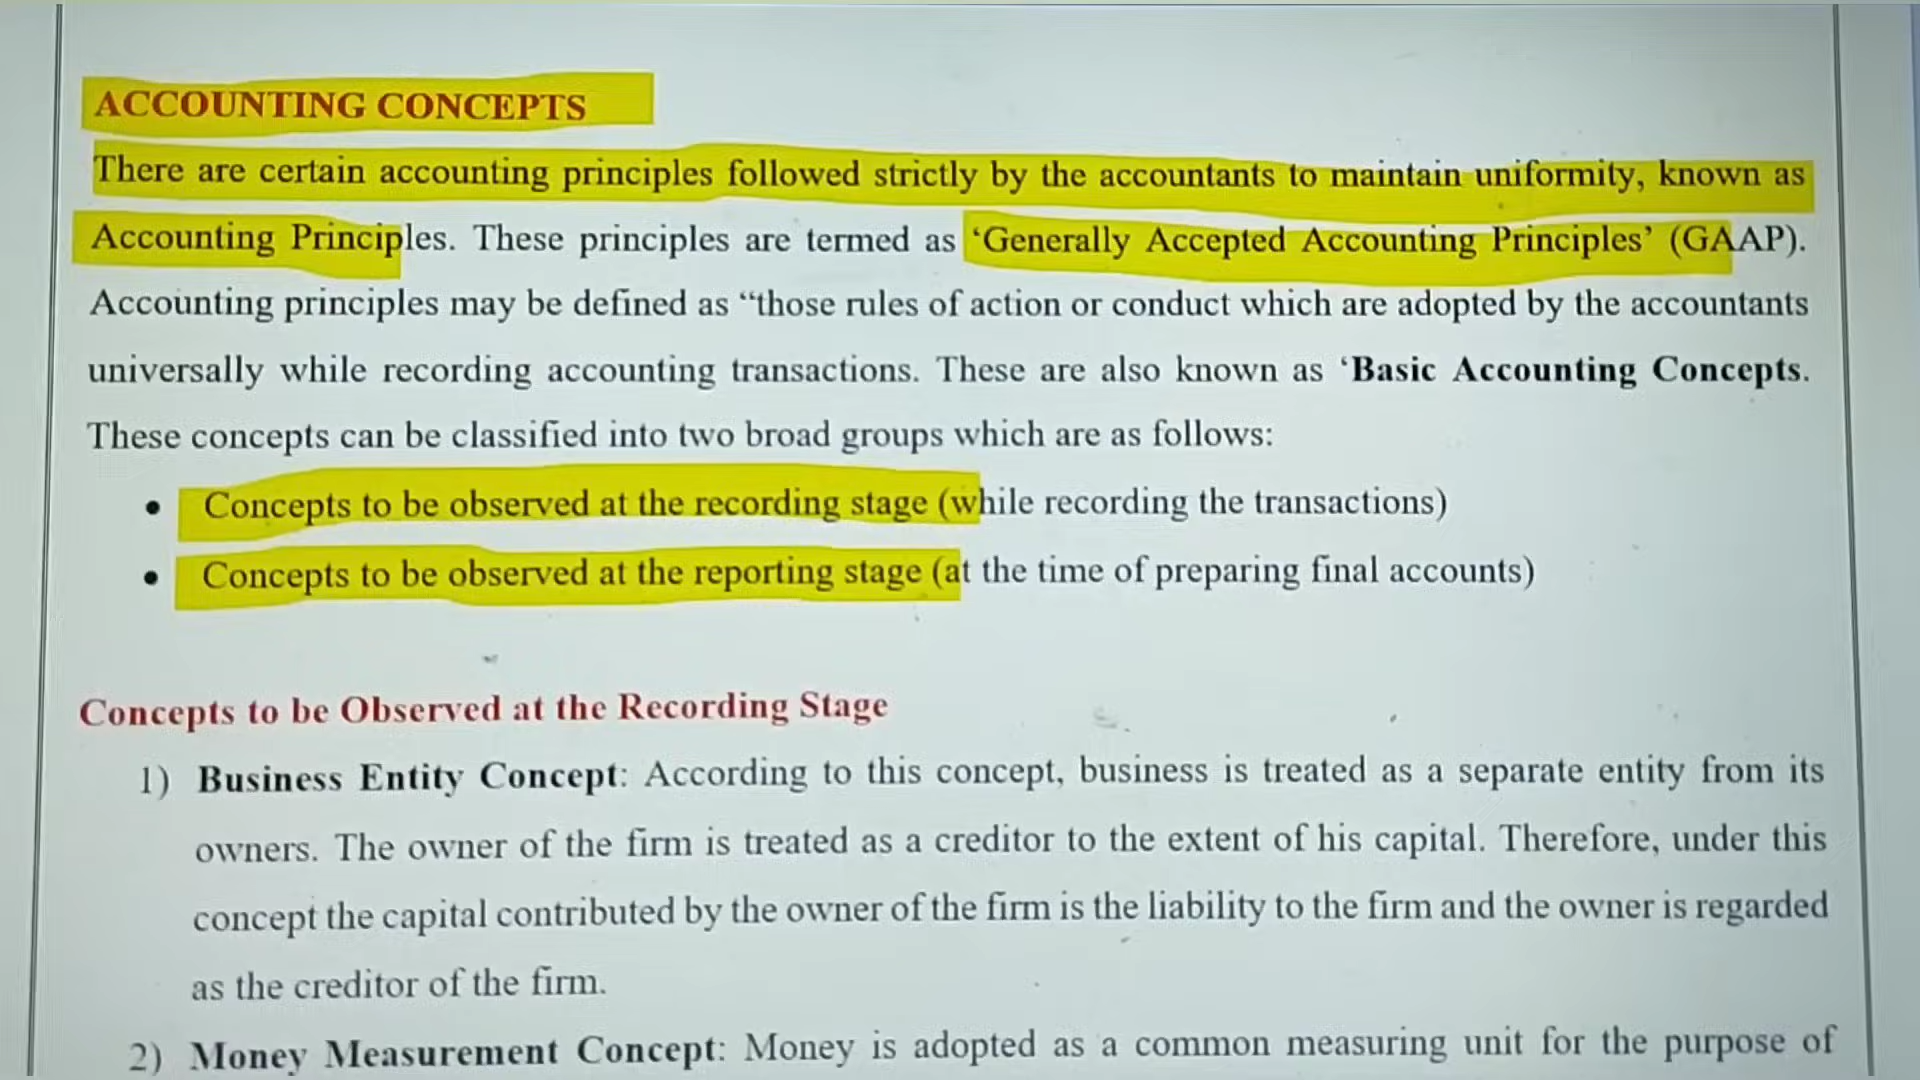 ACCOUNTING CONCEPTS
There are certain accounting principles followed strictly by the accountants to maintain uniformity, known as
Accounting Principles. These principles are termed as ‘Generally Accepted Accounting Principles’ (GAAP).
Accounting principles may be defined as “those rules of action or conduct which are adopted by the accountants
universally while recording accounting transactions. These are also known as ‘Basic Accounting Concepts.
These concepts can be classified into two broad groups which are as follows:
• Concepts to be observed at the recording stage (while recording the transactions)
• Concepts to be observed at the reporting stage (at the time of preparing final accounts)
Concepts to be Observed at the Recording Stage
1) Business Entity Concept: According to this concept, business is treated as a separate entity from its
owners. The owner of the firm is treated as a creditor to the extent of his capital. Therefore, under this
concept the capital contributed by the owner of the firm is the liability to the firm and the owner is regarded
as the creditor of the firm.
2) Money Measurement Concept: Money is adopted as a common measuring unit for the purpose of